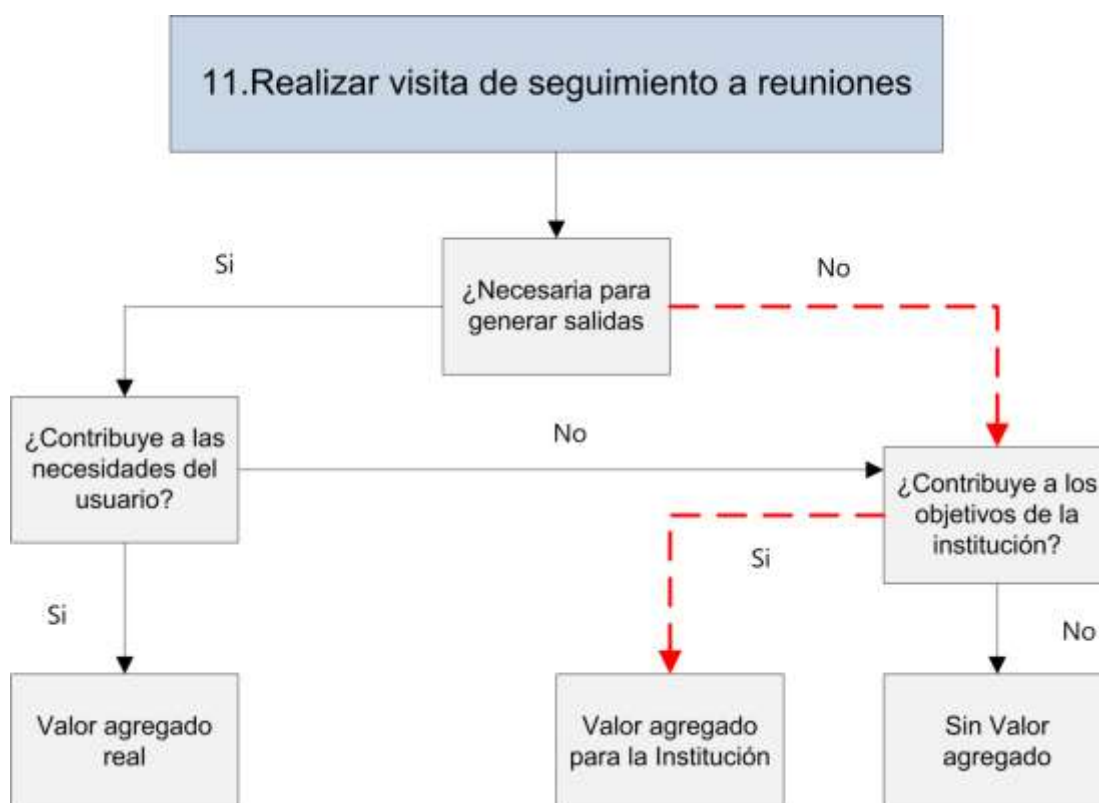 11.Realizar visita de seguimiento a reuniones
Si
No
¿Necesaria para
generar salidas
¿Contribuye a las
necesidades del
usuario?
No
¿Contribuye a los
objetivos de la
institución?
Si
Si
No
Valor agregado
real
Valor agregado
para la Institución
Sin Valor
agregado